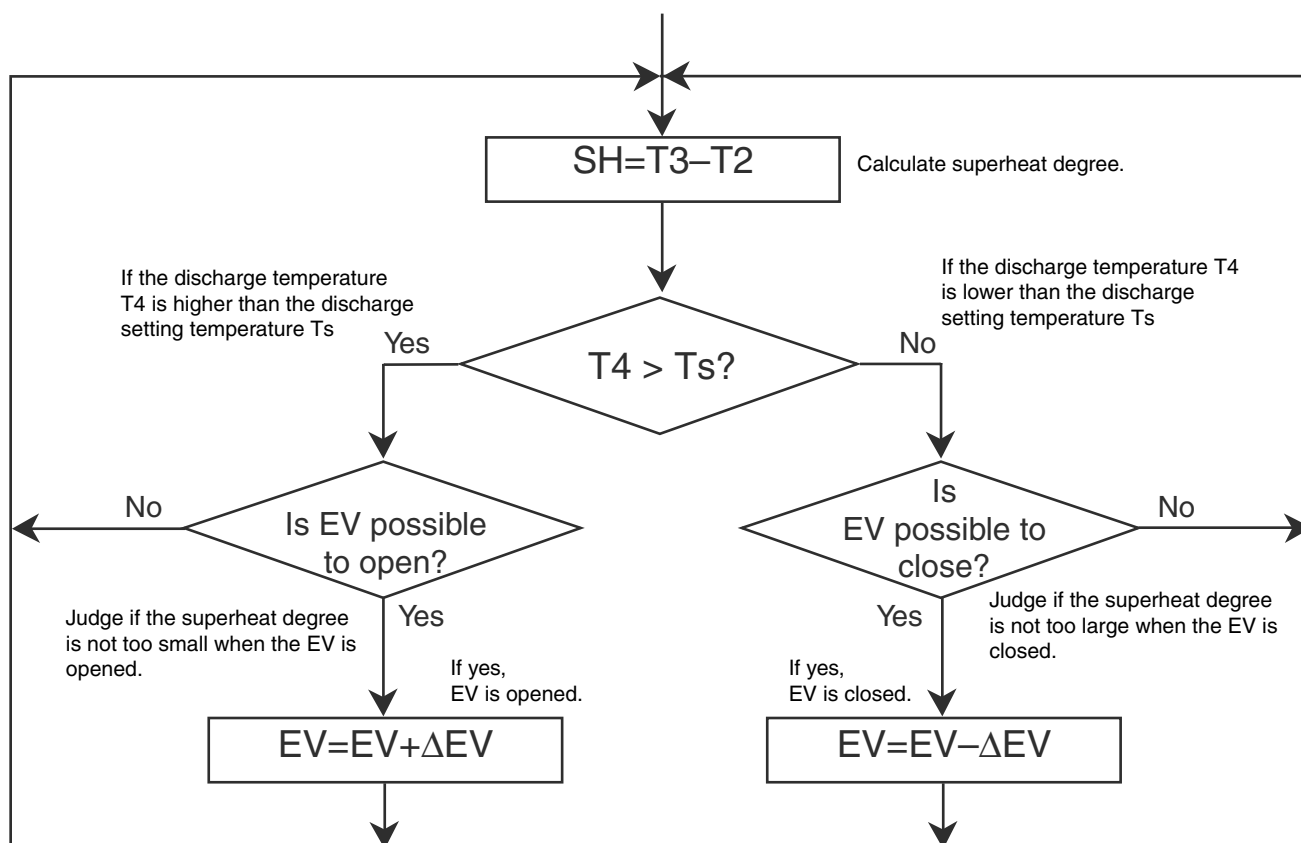 SH=T3–T2
Calculate superheat degree.
If the discharge temperature
T4 is higher than the discharge
setting temperature Ts
If the discharge temperature T4
is lower than the discharge
setting temperature Ts
Yes
No
T4 > Ts?
No
Is EV possible
to open?
Is
EV possible to
close?
No
Judge if the superheat degree
is not too small when the EV is
opened.
Yes
Yes
Judge if the superheat degree
is not too large when the EV is
closed.
If yes,
EV is opened.
If yes,
EV is closed.
EV=EV+∆EV
EV=EV–∆EV